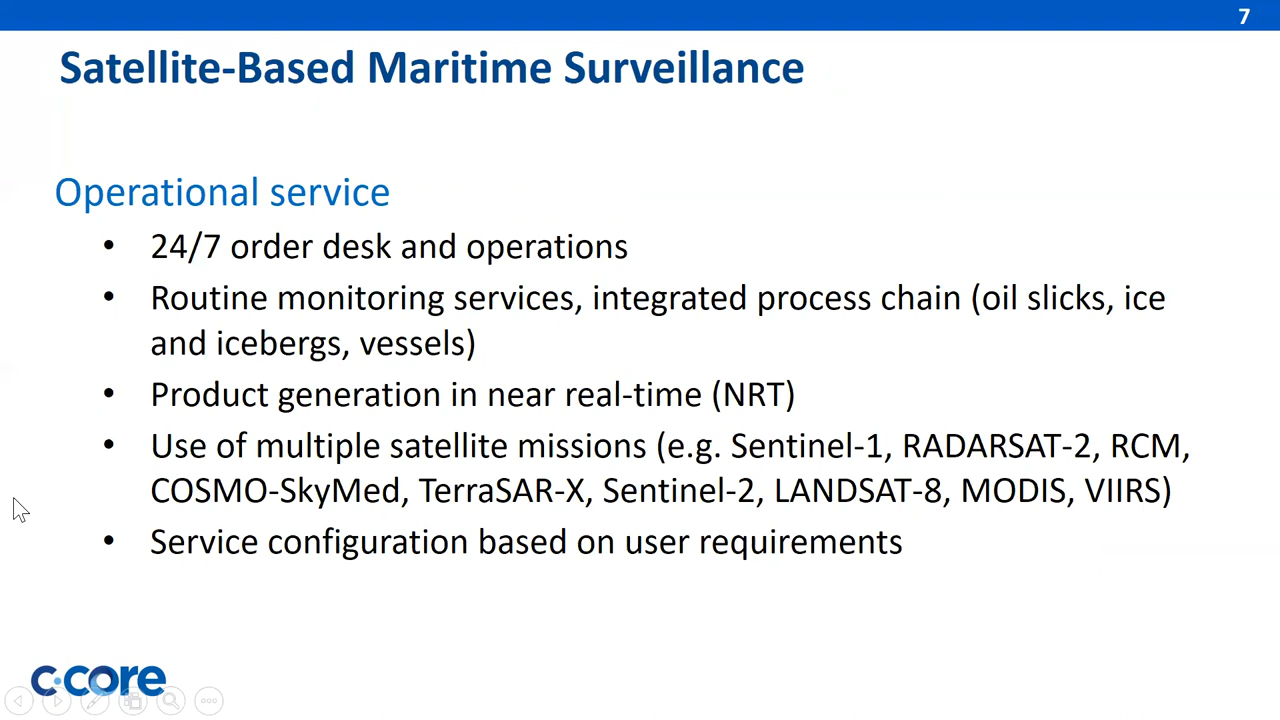 7
Satellite-Based Maritime Surveillance
Operational service
• 24/7 order desk and operations
• Routine monitoring services, integrated process chain (oil slicks, ice
and icebergs, vessels)
• Product generation in near real-time (NRT)
• Use of multiple satellite missions (e.g. Sentinel-1, RADARSAT-2, RCM,
COSMO-SkyMed, TerraSAR-X, Sentinel-2, LANDSAT-8, MODIS, VIIRS)
• Service configuration based on user requirements
c·core